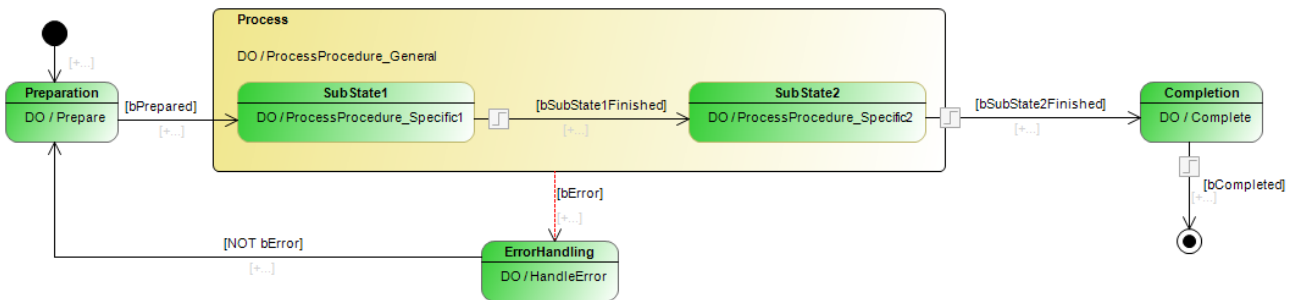 Process
DO / ProcessProcedure_General
[+...]
Preparation
DO / Prepare
[bPrepared]
[+...]
SubState1
DO / ProcessProcedure_Specific1
[bSubState1Finished]
[+...]
SubState2
DO / ProcessProcedure_Specific2
[bSubState2Finished]
[+...]
Completion
DO / Complete
[bCompleted]
[+...]
[bError]
[+...]
[NOT bError]
[+...]
ErrorHandling
DO / HandleError